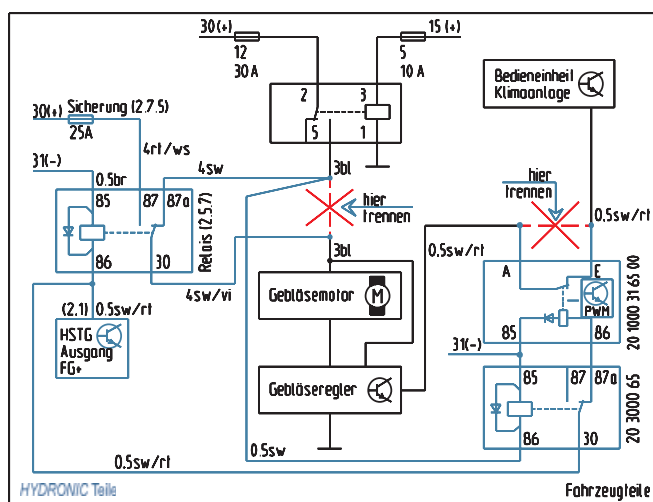 30(+)
15(+)
12
5
30A
10A
Bedieneinheit
Klimaanlage
2
3
5
1
30(+)
Sicherung (2.7.5)
25A
4rt/ws
31(-)
0.5br
4sw
3bl
hier
trennen
hier
trennen
0.5sw/rt
85
87
87a
Relais (2.5.7)
86
30
4sw/vi
3bl
0.5sw/rt
A
E
PWM
85
86
20 1000 31 65 00
(2.1)
0.5sw/rt
HSTG
Ausgang
FG+
Gebläsemotor
M
31(-)
Gebläseregler
85
87
87a
86
30
20 3000 65
0.5sw
0.5sw/rt
HYDRONIC Teile
Fahrzeugteile